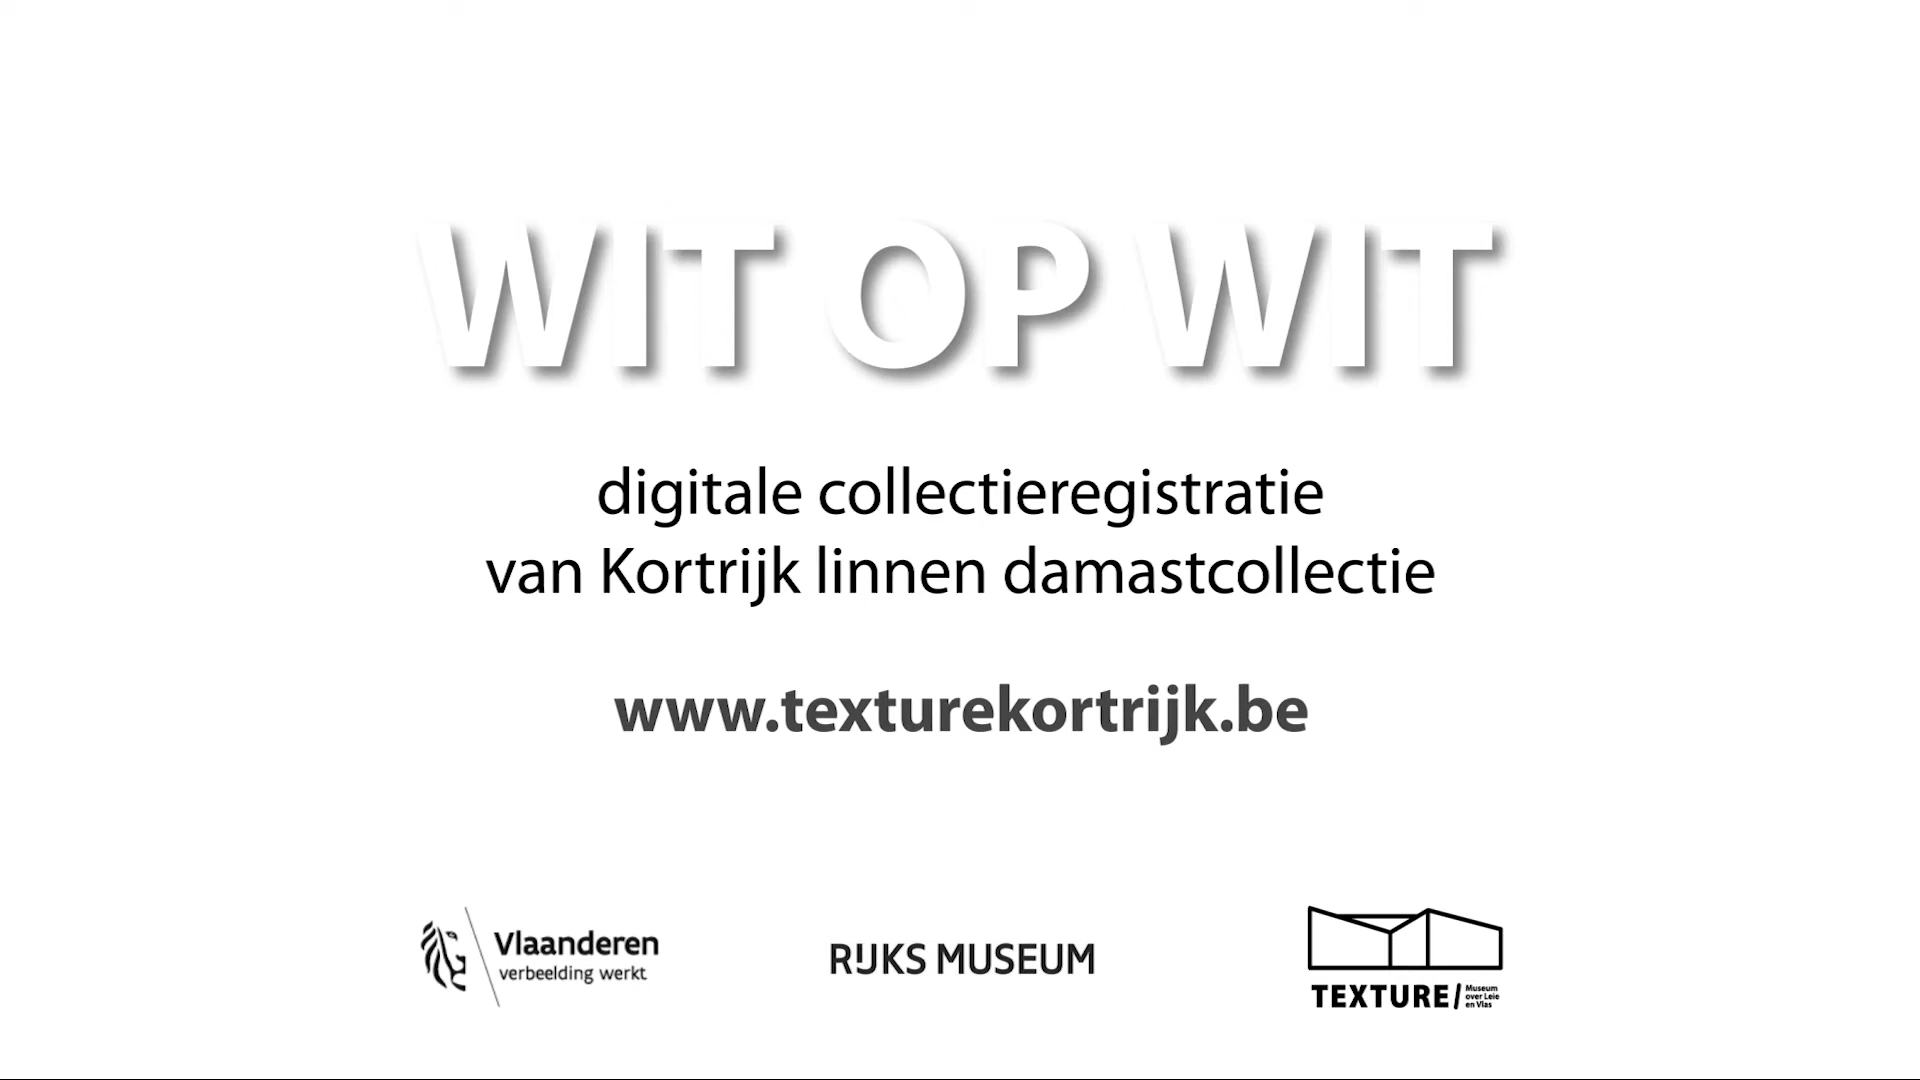 WIT OP WIT
digitale collectieregistratie
van Kortrijk linnen damastcollectie
www.texturekortrijk.be
Vlaanderen
verbeelding werkt
RIJKS MUSEUM
TEXTURE/
Museum
over Leie
en Vlas